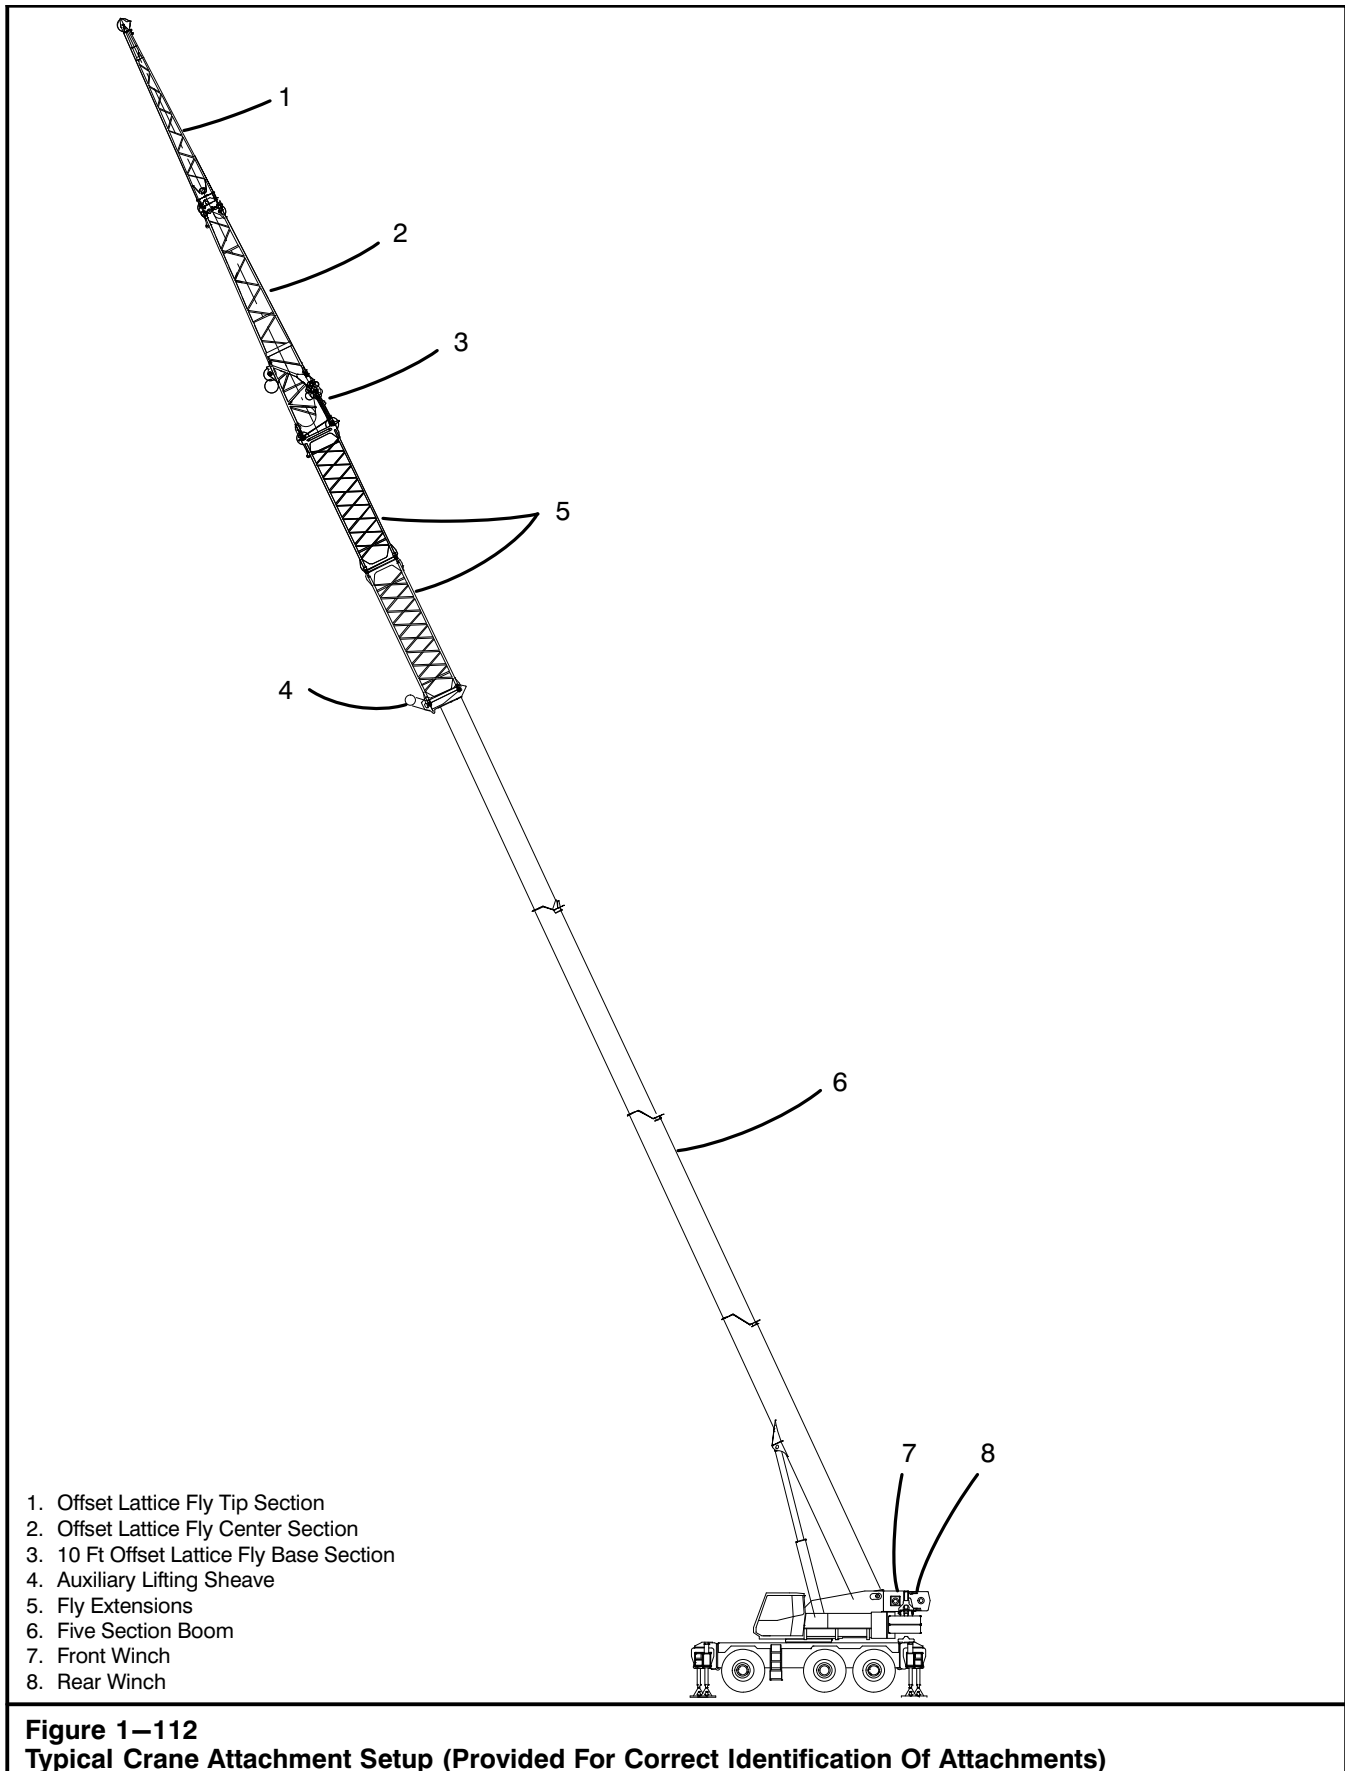 1
2
3
5
4
6
7
8
1. Offset Lattice Fly Tip Section
2. Offset Lattice Fly Center Section
3. 10 Ft Offset Lattice Fly Base Section
4. Auxiliary Lifting Sheave
5. Fly Extensions
6. Five Section Boom
7. Front Winch
8. Rear Winch
Figure 1–112
Typical Crane Attachment Setup (Provided For Correct Identification Of Attachments)